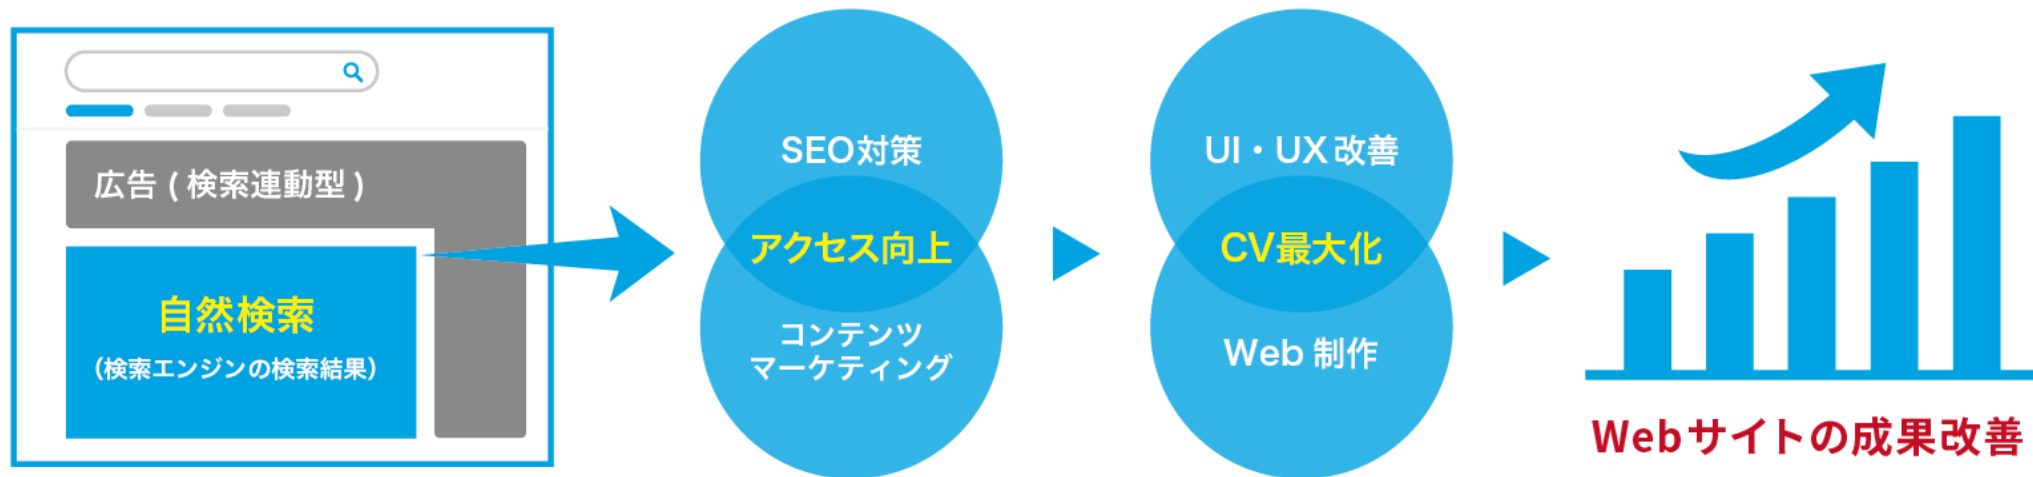 広告 ( 検索連動型 )
自然検索
(検索エンジンの検索結果)
SEO対策
アクセス向上
コンテンツ
マーケティング
UI・UX 改善
CV最大化
Web 制作
Webサイトの成果改善